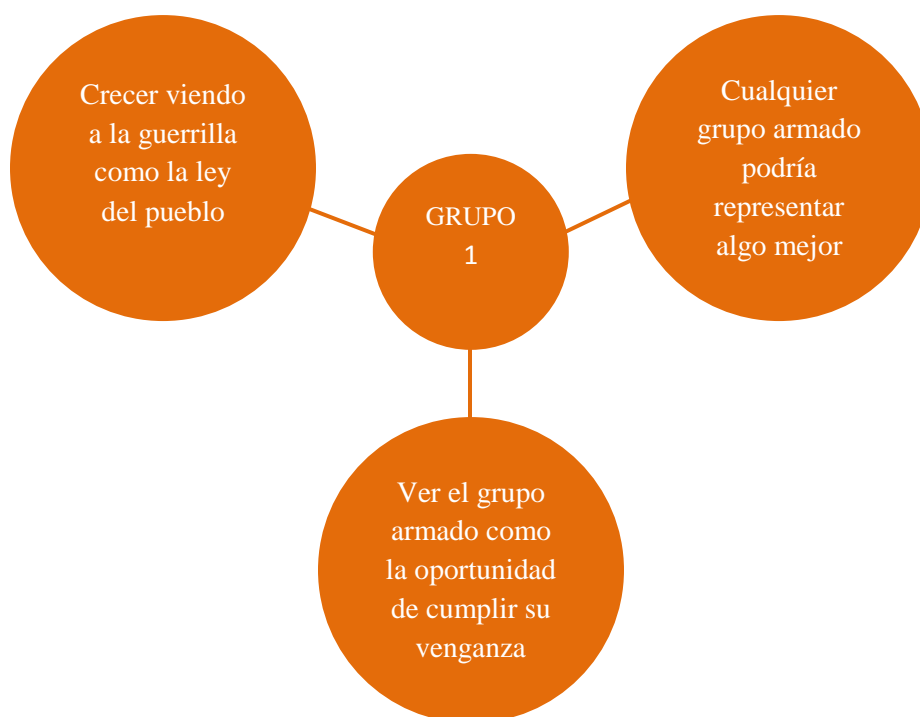 Crecer viendo
a la guerrilla
como la ley
del pueblo
Cualquier
grupo armado
podría
representar
algo mejor
GRUPO
1
Ver el grupo
armado como
la oportunidad
de cumplir su
venganza